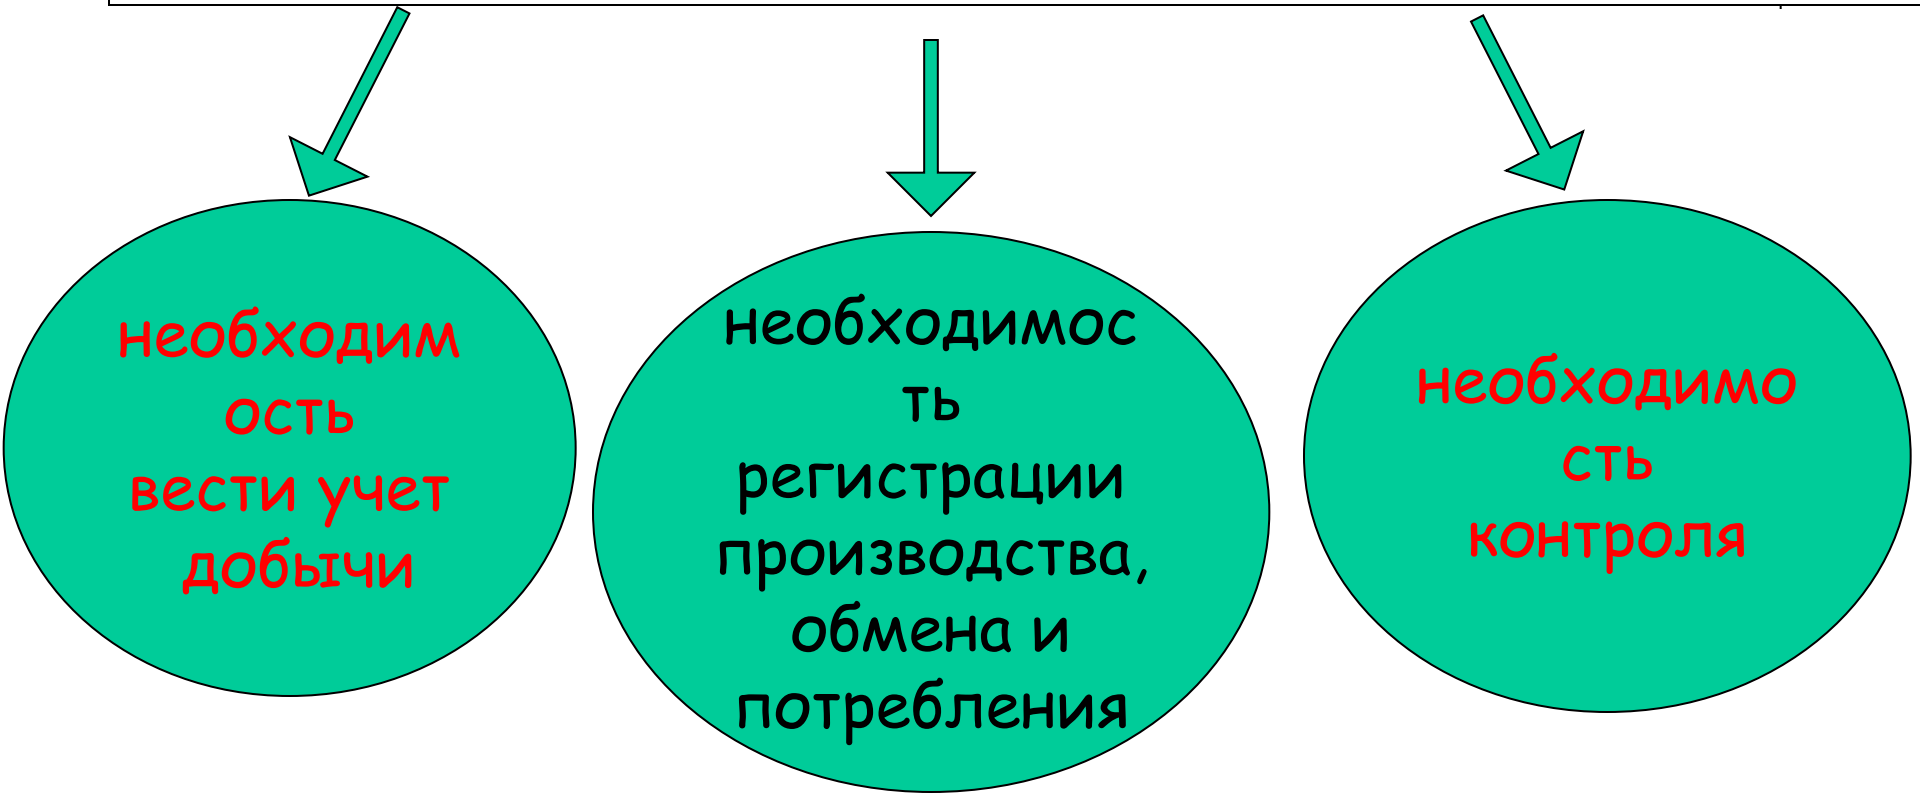 необходим
ость
вести учет
добычи
необходимос
ть
регистрации
производства,
обмена и
потребления
необходимо
сть
контроля